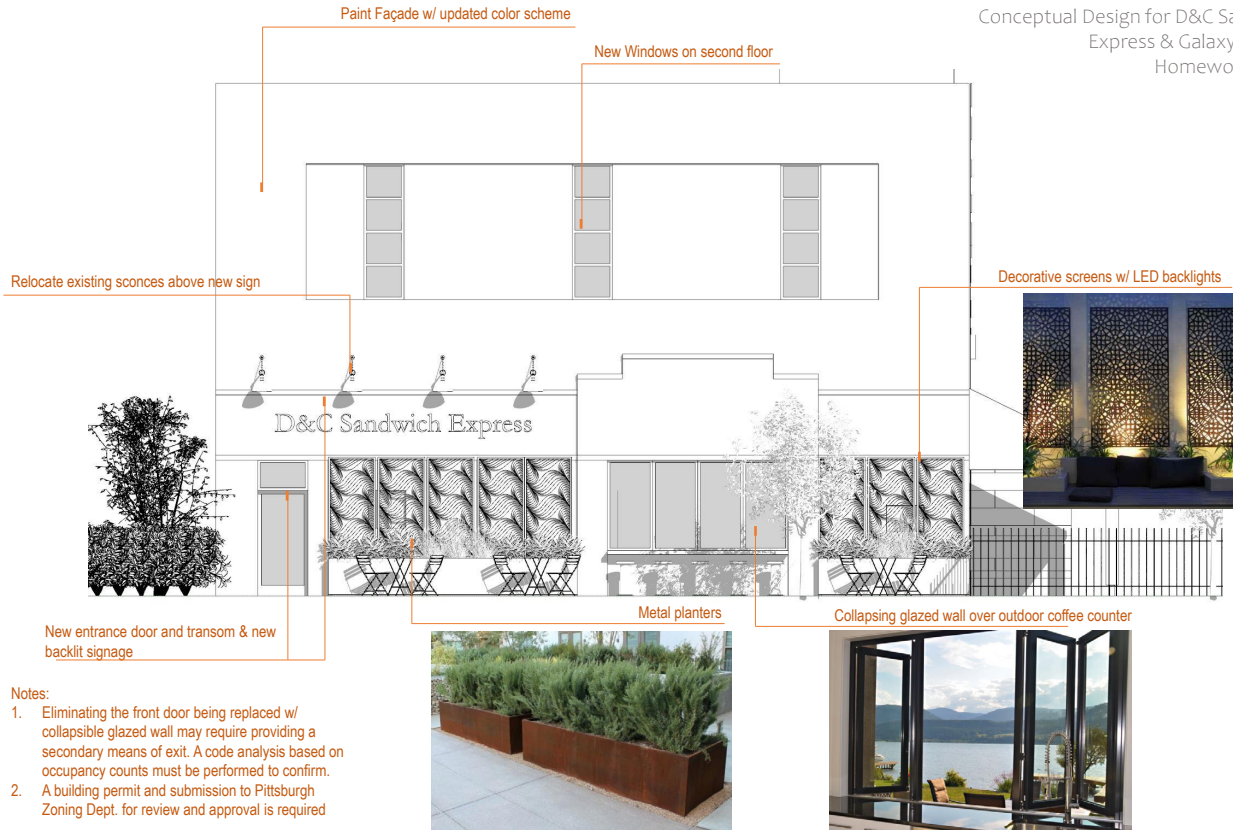 Paint Façade w/ updated color scheme
Conceptual Design for D&C Sa
Express & Galaxy
Homewo
New Windows on second floor
Relocate existing sconces above new sign
Decorative screens w/ LED backlights
D&C Sandwich Express
New entrance door and transom & new
backlit signage
Metal planters
Collapsing glazed wall over outdoor coffee counter
Notes:
1. Eliminating the front door being replaced w/
collapsible glazed wall may require providing a
secondary means of exit. A code analysis based on
occupancy counts must be performed to confirm.
2. A building permit and submission to Pittsburgh
Zoning Dept. for review and approval is required